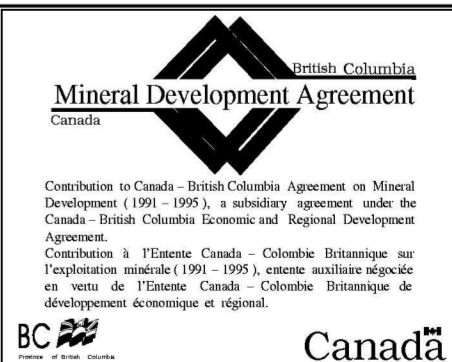 British Columbia
Mineral Development Agreement
Canada
Contribution to Canada – British Columbia Agreement on Mineral
Development ( 1991 – 1995 ), a subsidiary agreement under the
Canada – British Columbia Economic and Regional Development
Agreement.
Contribution à l'Entente Canada – Colombie Britannique sur
l'exploitation minérale ( 1991 – 1995 ), entente auxiliaire négociée
en vertu de l'Entente Canada – Colombie Britannique de
développement économique et régional.
BC
Province of British Columbia
Canada